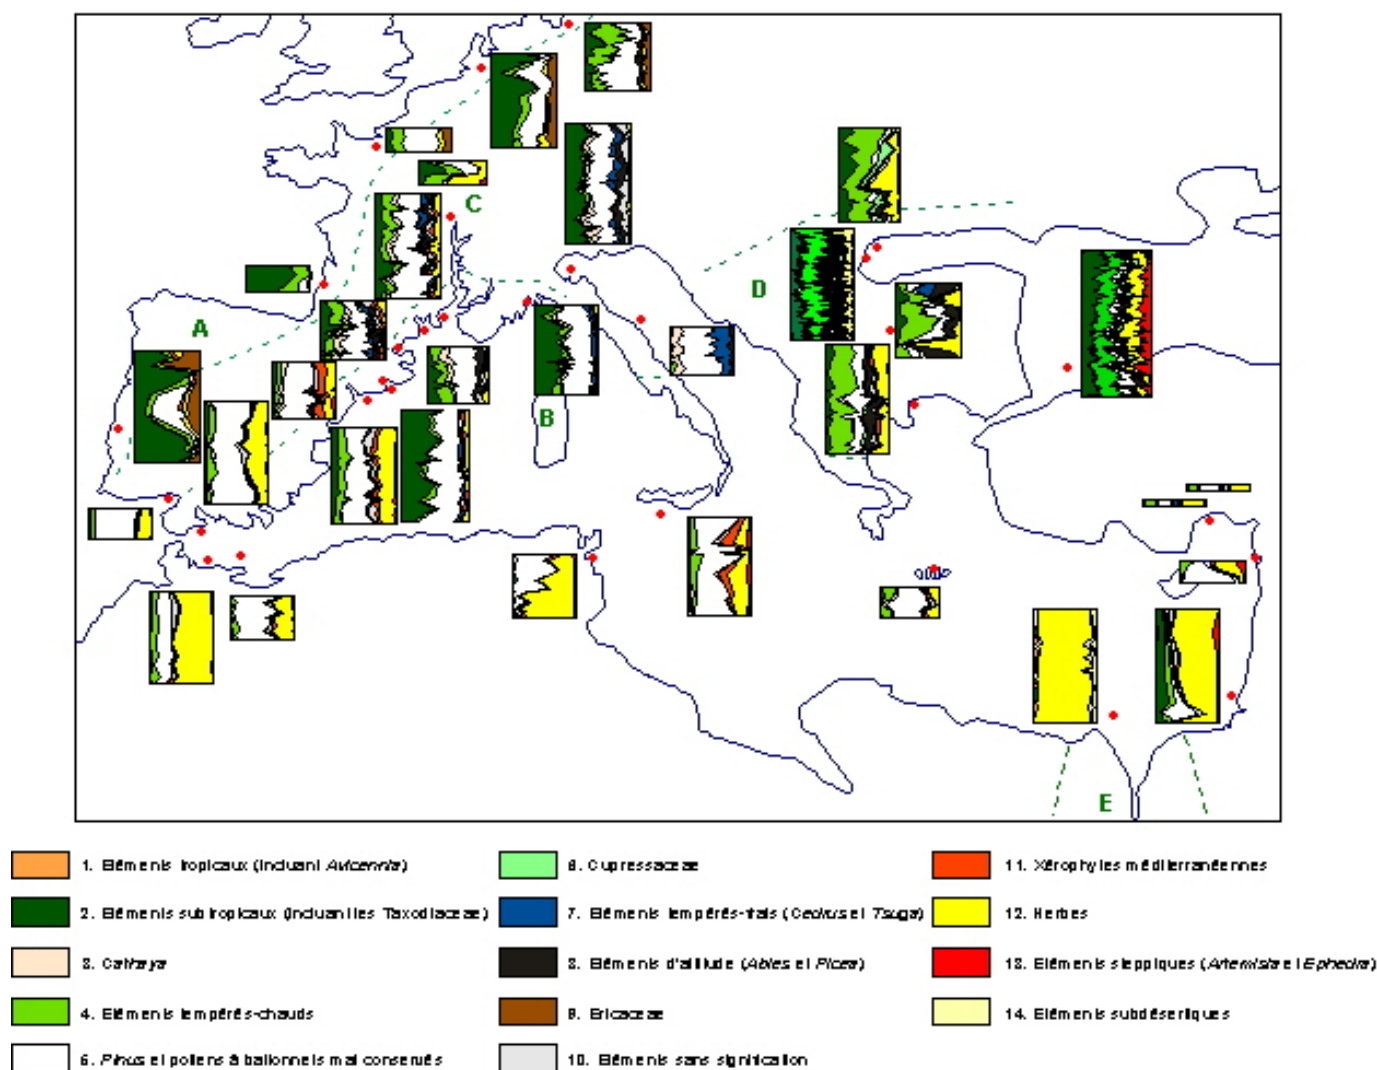 C
A
D
B
E
1. Eléments tropicaux (incluant Avicennia)
2. Eléments subtropicaux (incluant les Taxodiaceae)
3. Cathaya
4. Eléments tempérés-chauds
5. Pinus et pollens à ballonnets mal conservés
6. Cupressaceae
7. Eléments tempérés-frais (Cedrus et Tsuga)
8. Eléments d'altitude (Abies et Picea)
9. Ericaceae
10. Eléments sans signification
11. Xérophytes méditerranéennes
12. Herbes
13. Eléments steppiques (Artemisia et Ephedra)
14. Eléments subdésertiques